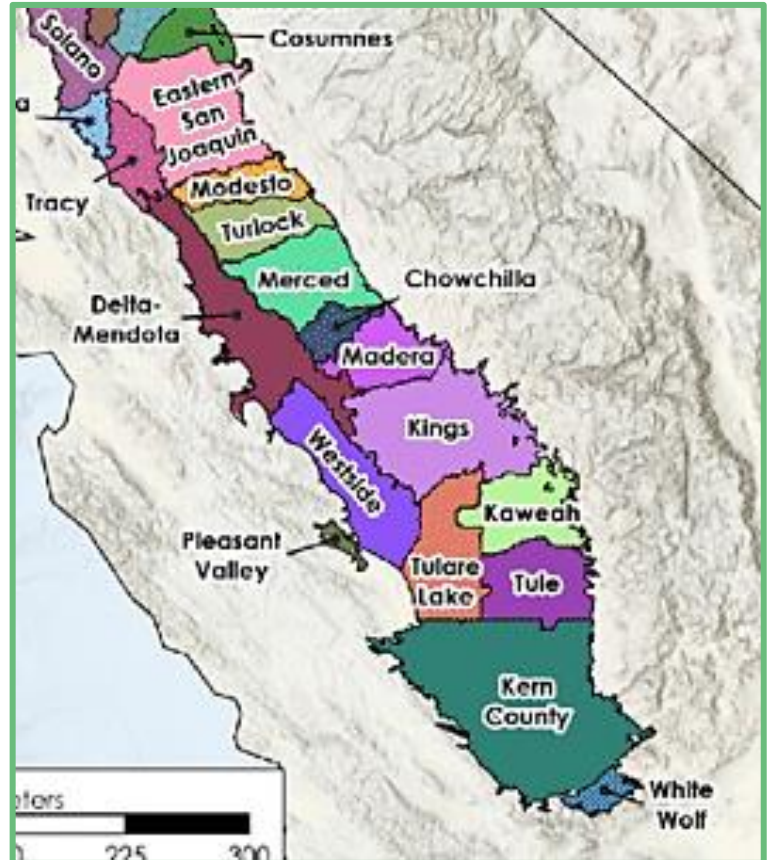 Solano
Cosumnes
Eastern
San
Joaquin
a
Tracy
Modesto
Turlock
Merced
Chowchilla
Delta-
Mendota
Madera
Kings
Westside
Kaweah
Pleasant
Valley
Tulare
Lake
Tule
Kern
County
White
Wolf
225
300